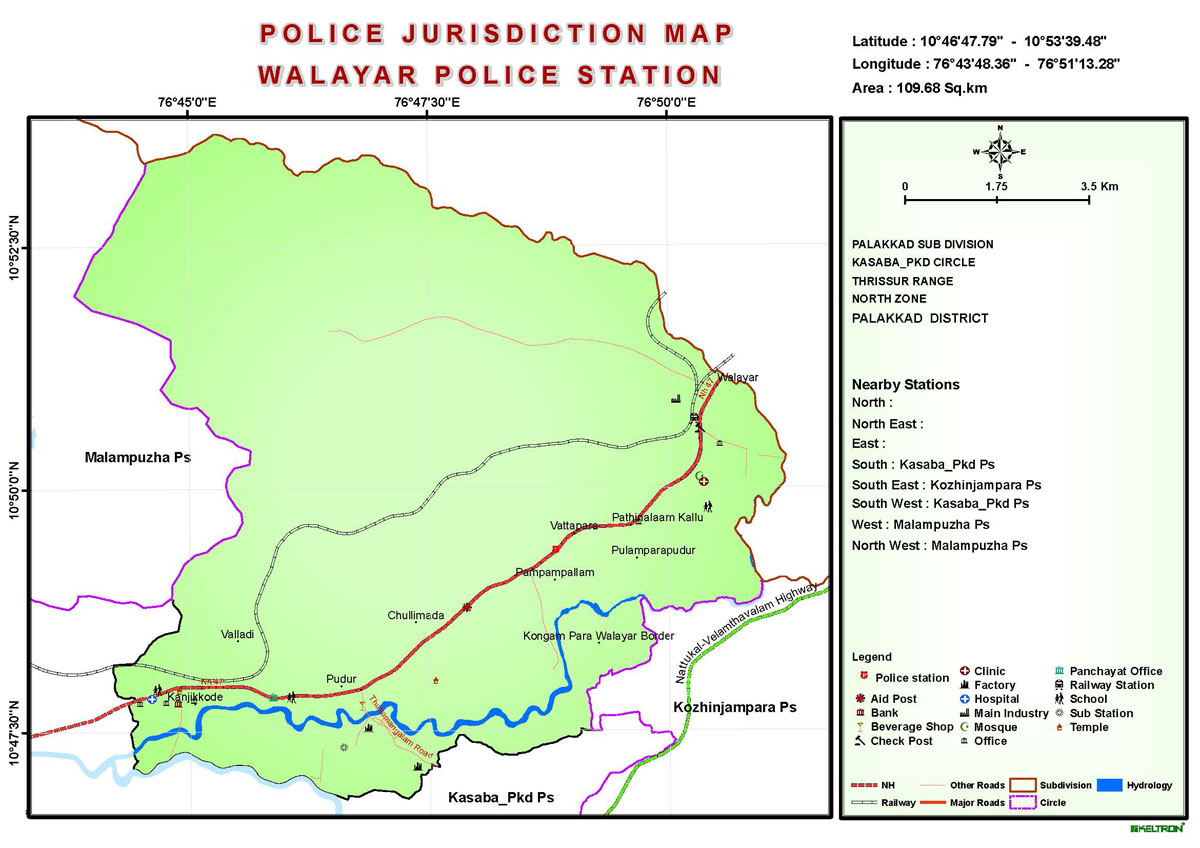 POLICE JURISDICTION MAP
WALAYAR POLICE STATION
Latitude : 10°46'47.79" - 10°53'39.48"
Longitude : 76°43'48.36" - 76°51'13.28"
Area : 109.68 Sq.km
76°45'0"E
76°47'30"E
76°50'0"E
10°52'30"N
10°50'0"N
10°47'30"N
Walayar
Nh 47
Malampuzha Ps
Pathinalaam Kallu
Vattapara
Pulamparapudur
Pampampallam
Chullimada
Valladi
Kongam Para Walayar Border
Nattukal-Velamthavalam Highway
Pudur
Nh 47
Kanjikkode
Kozhinjampara Ps
Kasaba_Pkd Ps
N
W
E
S
0
1.75
3.5 Km
PALAKKAD SUB DIVISION
KASABA_PKD CIRCLE
THRISSUR RANGE
NORTH ZONE
PALAKKAD DISTRICT
Nearby Stations
North :
North East :
East :
South : Kasaba_Pkd Ps
South East : Kozhinjampara Ps
South West : Kasaba_Pkd Ps
West : Malampuzha Ps
North West : Malampuzha Ps
Legend
Police station
Aid Post
Bank
Beverage Shop
Check Post
Clinic
Factory
Hospital
Main Industry
Mosque
Office
Panchayat Office
Railway Station
School
Sub Station
Temple
NH
Railway
Other Roads
Major Roads
Subdivision
Circle
Hydrology
KELTRON